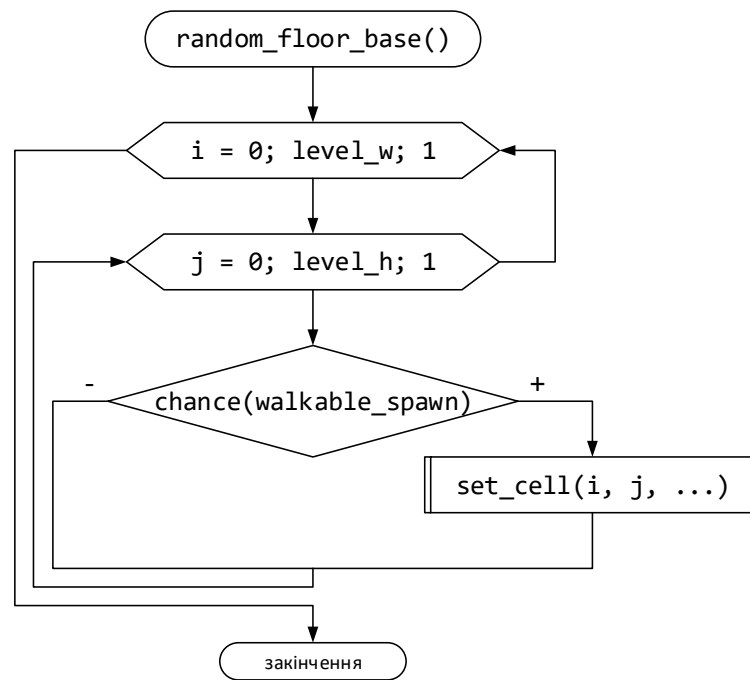 random_floor_base()
i = 0; level_w; 1
j = 0; level_h; 1
-
chance(walkable_spawn)
+
set_cell(i, j, ...)
закінчення